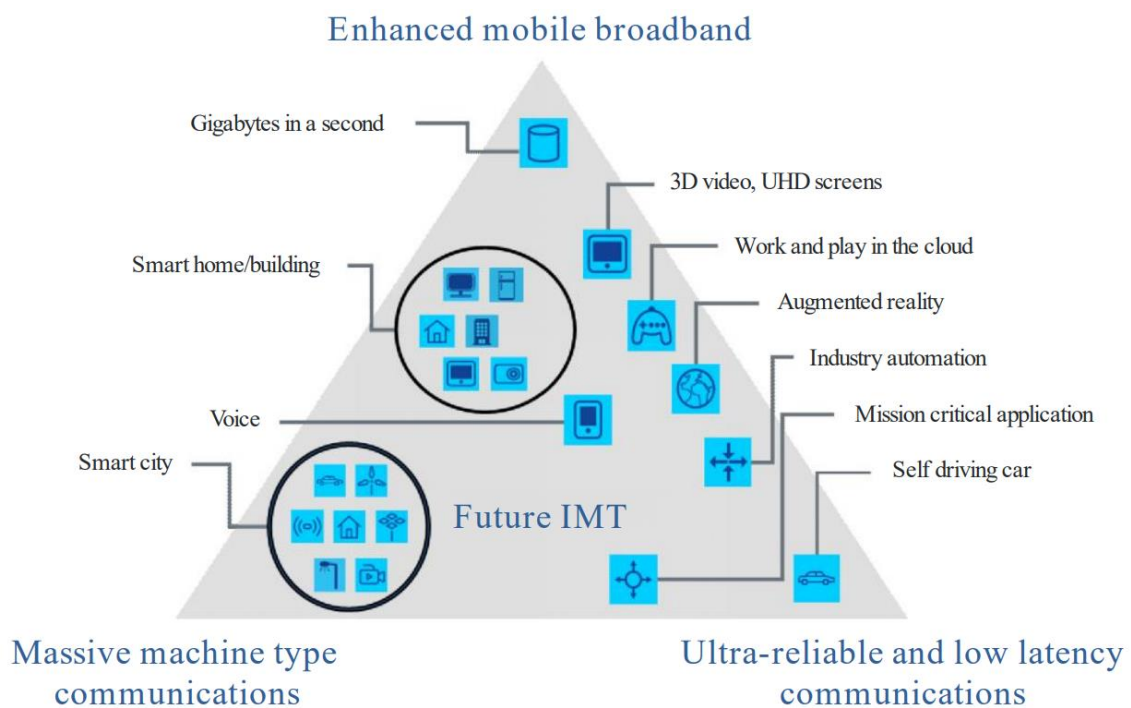 Enhanced mobile broadband
Gigabytes in a second
3D video, UHD screens
Work and play in the cloud
Smart home/building
Augmented reality
Industry automation
Voice
Mission critical application
Smart city
Self driving car
Future IMT
Massive machine type
communications
Ultra-reliable and low latency
communications